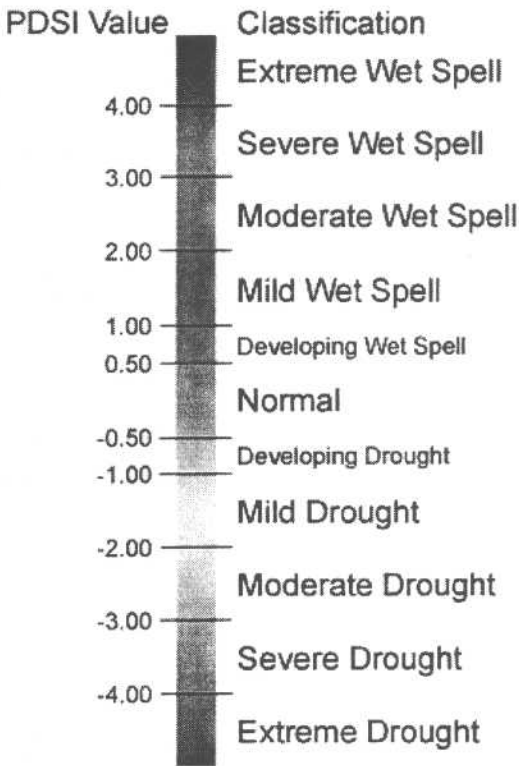 PDSI Value Classification
Extreme Wet Spell
4.00
Severe Wet Spell
3.00
Moderate Wet Spell
2.00
Mild Wet Spell
1.00
Developing Wet Spell
0.50
Normal
-0.50
Developing Drought
-1.00
Mild Drought
-2.00
Moderate Drought
-3.00
Severe Drought
-4.00
Extreme Drought